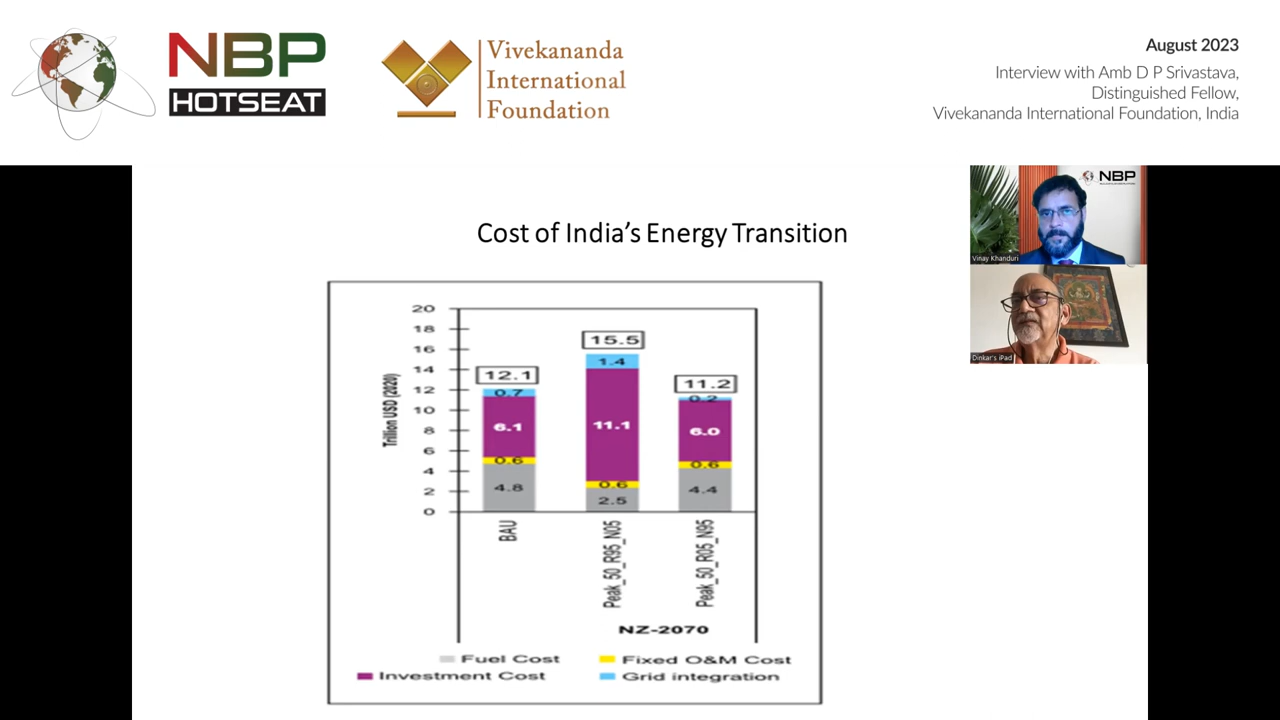 NBP
HOTSEAT
Vivekananda
International
Foundation
August 2023
Interview with Amb D P Srivastava,
Distinguished Fellow,
Vivekananda International Foundation, India
NBP
Vinay Khanduri
Dinkar's iPad
Cost of India's Energy Transition
Trillion USD (2020)
20
18
16
14
12
10
8
6
4
2
0
12.1
0.7
6.1
0.6
4.8
15.5
1.4
11.1
0.6
2.5
11.2
0.2
6.0
0.6
4.4
BAU
Peak_50_R95_N05
Peak_50_R05_N95
NZ-2070
Fuel Cost
Fixed O&M Cost
Investment Cost
Grid integration